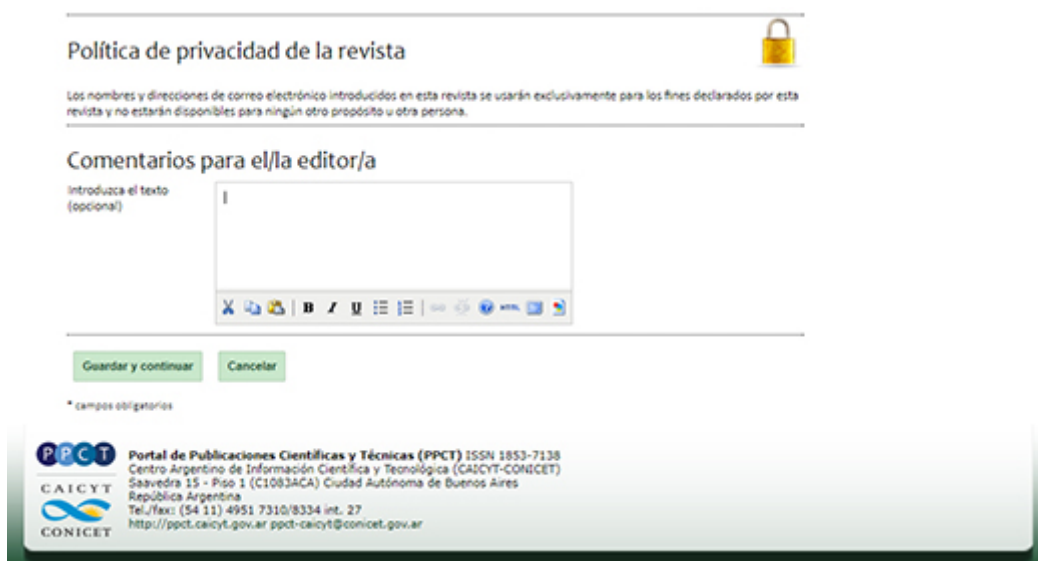 Política de privacidad de la revista
Los nombres y direcciones de correo electrónico introducidos en esta revista se usarán exclusivamente para los fines declarados por esta
revista y no estarán disponibles para ningún otro propósito u otra persona.
Comentarios para el/la editor/a
Introduzca el texto
(opcional)
B I U HTML
Guardar y continuar Cancelar
* campos obligatorios
PPCT
CAICYT
CONICET
Portal de Publicaciones Científicas y Técnicas (PPCT) ISSN 1853-7138
Centro Argentino de Información Científica y Tecnológica (CAICYT-CONICET)
Saavedra 15 - Piso 1 (C1083ACA) Ciudad Autónoma de Buenos Aires
República Argentina
Tel./fax: (54 11) 4951 7310/8334 int. 27
http://ppct.caicyt.gov.ar ppct-caicyt@conicet.gov.ar